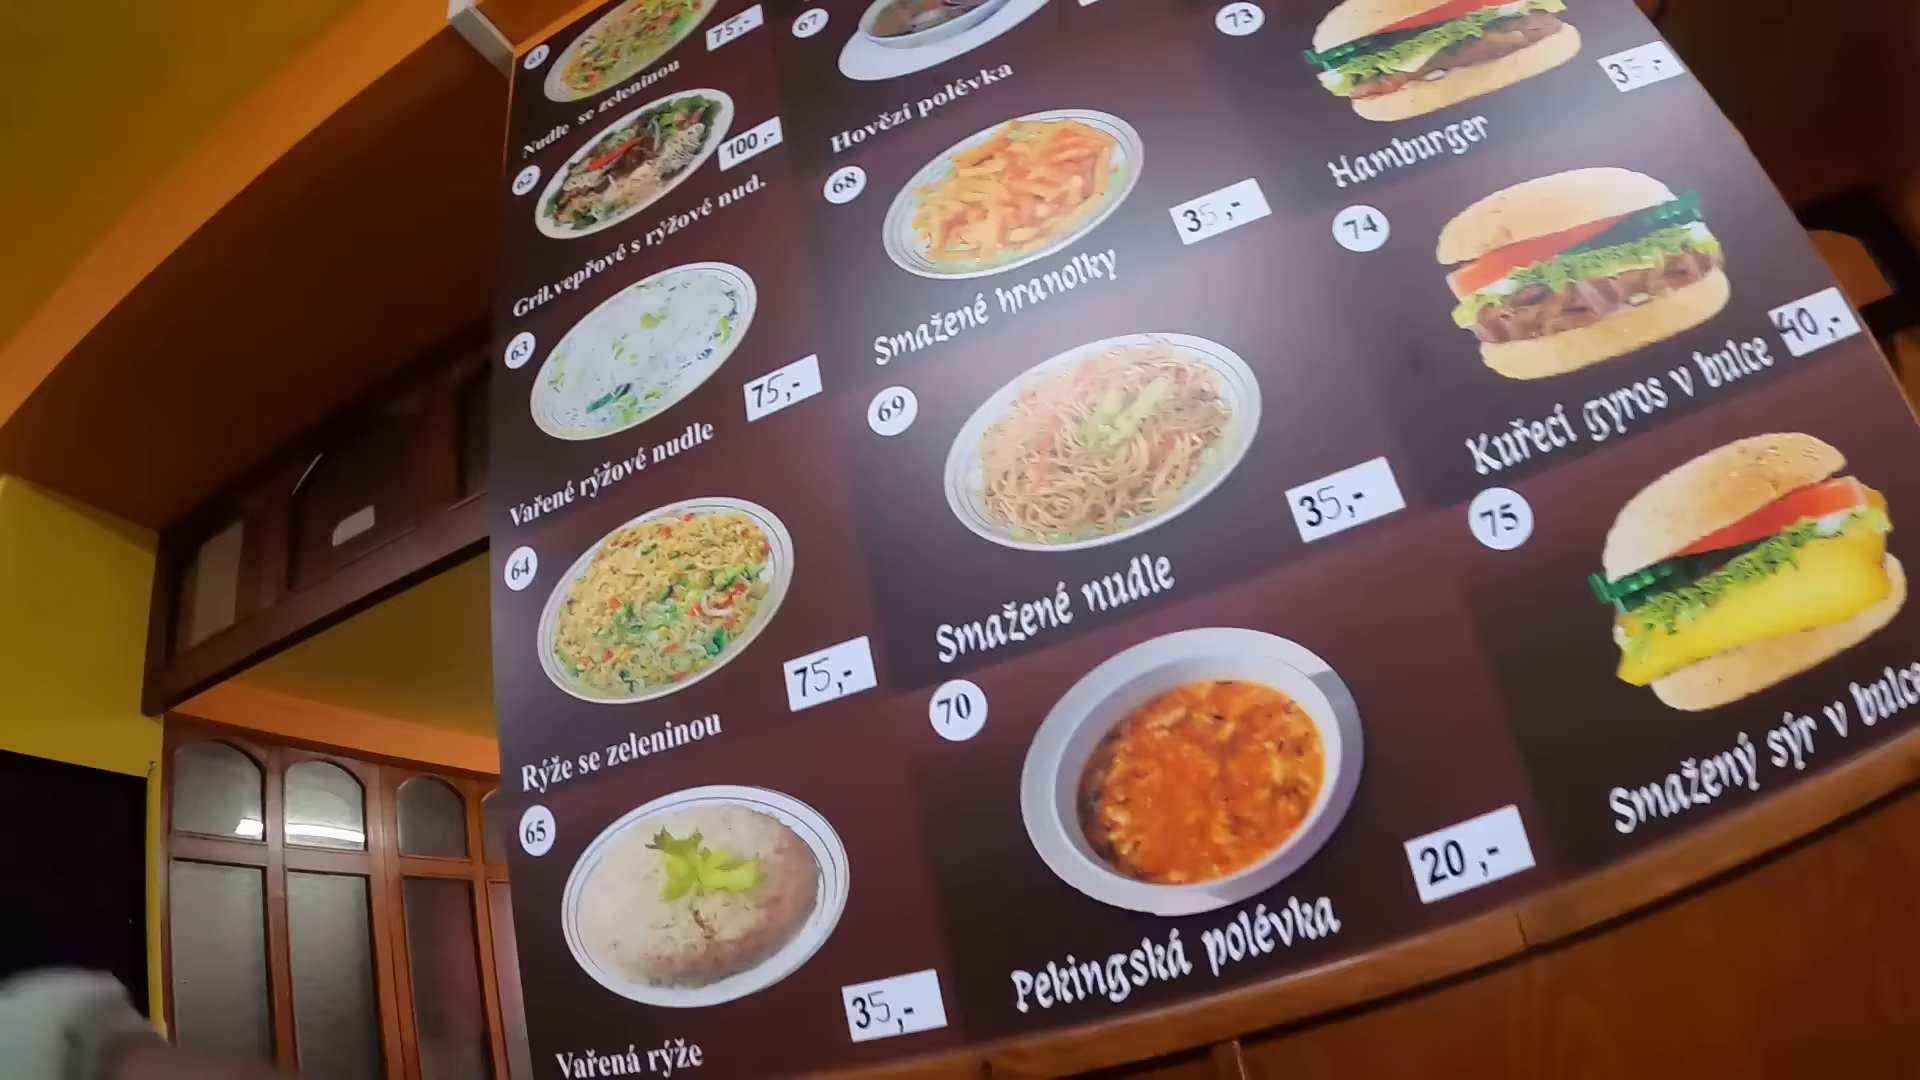 61
75,-
Nudle se zeleninou
62
100,-
Gril.vepřové s rýžové nud.
63
75,-
Vařené rýžové nudle
64
75,-
Rýže se zeleninou
65
35,-
Vařená rýže
67
Hovězí polévka
68
35,-
Smažené hranolky
69
35,-
Smažené nudle
70
20,-
Pekingská polévka
73
35,-
Hamburger
74
40,-
Kuřecí gyros v bulce
75
Smažený sýr v bulce